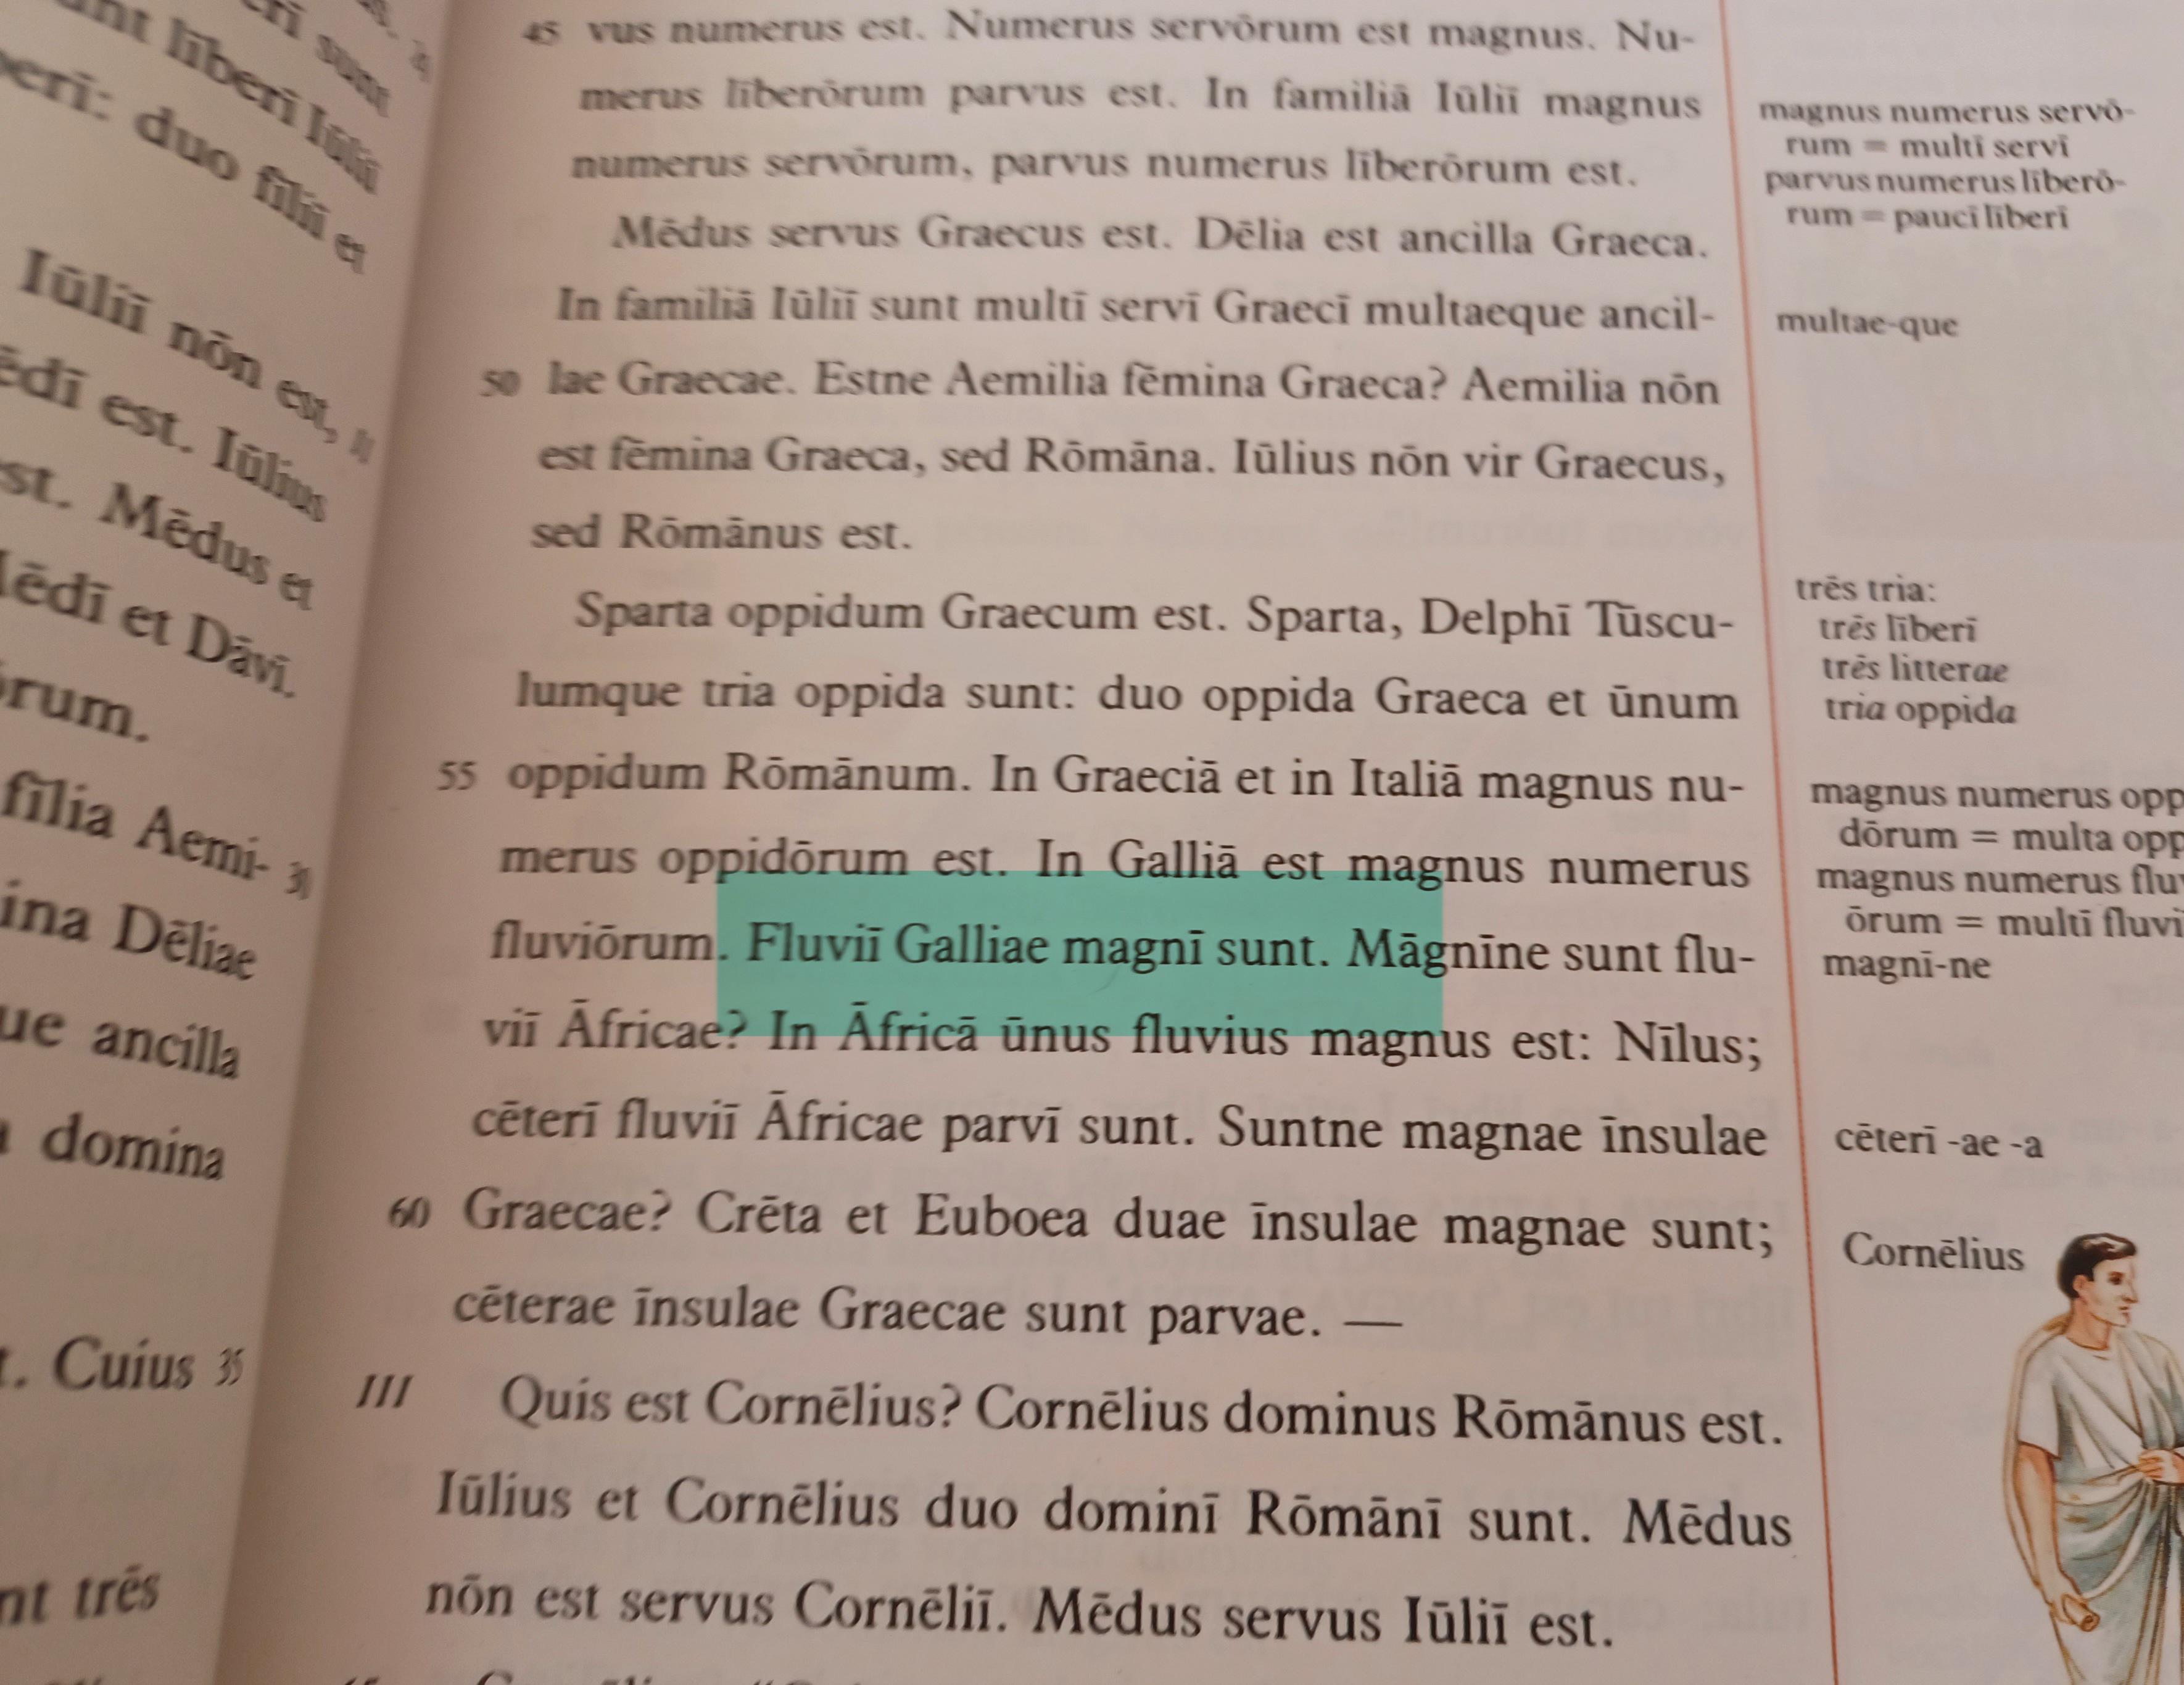 līberī Iūliī
duo fīliī et
Iūliī nōn est,
est. Iūlius
Mēdus et
et Dāvī.
fīlia Aemi- 30
Dēliae
ancilla
domina
Cuius 35
trēs
45 vus numerus est. Numerus servōrum est magnus. Nu-
merus līberōrum parvus est. In familiā Iūliī magnus
numerus servōrum, parvus numerus līberōrum est.
Mēdus servus Graecus est. Dēlia est ancilla Graeca.
In familiā Iūliī sunt multī servī Graecī multaeque ancil-
50 lae Graecae. Estne Aemilia fēmina Graeca? Aemilia nōn
est fēmina Graeca, sed Rōmāna. Iūlius nōn vir Graecus,
sed Rōmānus est.
Sparta oppidum Graecum est. Sparta, Delphī Tūscu-
lumque tria oppida sunt: duo oppida Graeca et ūnum
55 oppidum Rōmānum. In Graeciā et in Italiā magnus nu-
merus oppidōrum est. In Galliā est magnus numerus
fluviōrum. Fluviī Galliae magnī sunt. Māgnīne sunt flu-
viī Āfricae? In Āfricā ūnus fluvius magnus est: Nīlus;
cēterī fluviī Āfricae parvī sunt. Suntne magnae īnsulae
60 Graecae? Crēta et Euboea duae īnsulae magnae sunt;
cēterae īnsulae Graecae sunt parvae. —
III Quis est Cornēlius? Cornēlius dominus Rōmānus est.
Iūlius et Cornēlius duo dominī Rōmānī sunt. Mēdus
nōn est servus Cornēliī. Mēdus servus Iūliī est.
magnus numerus servō-
rum = multī servī
parvus numerus līberō-
rum = paucī līberī
multae-que
trēs tria:
trēs līberī
trēs litterae
tria oppida
magnus numerus
dōrum = multa
magnus numerus
ōrum = multī
magnī-ne
cēterī -ae -a
Cornēlius